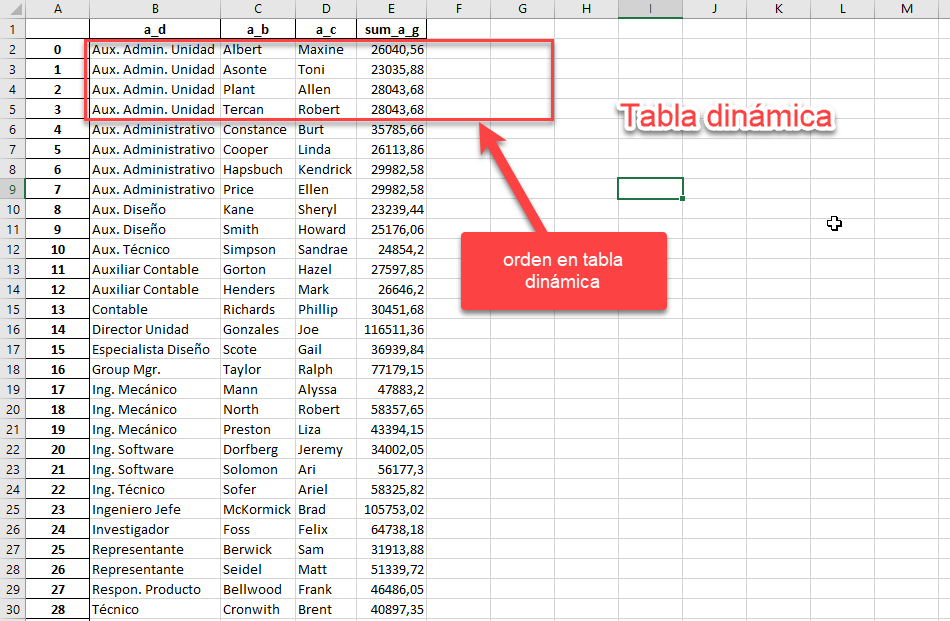 A B C D E F G H I J K L M
1 a_d a_b a_c sum_a_g
2 0 Aux. Admin. Unidad Albert Maxine 26040,56
3 1 Aux. Admin. Unidad Asonte Toni 23035,88
4 2 Aux. Admin. Unidad Plant Allen 28043,68
5 3 Aux. Admin. Unidad Tercan Robert 28043,68
Tabla dinámica
6 4 Aux. Administrativo Constance Burt 35785,66
7 5 Aux. Administrativo Cooper Linda 26113,86
8 6 Aux. Administrativo Hapsbuch Kendrick 29982,58
9 7 Aux. Administrativo Price Ellen 29982,58
10 8 Aux. Diseño Kane Sheryl 23239,44
11 9 Aux. Diseño Smith Howard 25176,06
12 10 Aux. Técnico Simpson Sandrae 24854,2
orden en tabla
dinámica
13 11 Auxiliar Contable Gorton Hazel 27597,85
14 12 Auxiliar Contable Henders Mark 26646,2
15 13 Contable Richards Phillip 30451,68
16 14 Director Unidad Gonzales Joe 116511,36
17 15 Especialista Diseño Scote Gail 36939,84
18 16 Group Mgr. Taylor Ralph 77179,15
19 17 Ing. Mecánico Mann Alyssa 47883,2
20 18 Ing. Mecánico North Robert 58357,65
21 19 Ing. Mecánico Preston Liza 43394,15
22 20 Ing. Software Dorfberg Jeremy 34002,05
23 21 Ing. Software Solomon Ari 56177,3
24 22 Ing. Técnico Sofer Ariel 58325,82
25 23 Ingeniero Jefe McKormick Brad 105753,02
26 24 Investigador Foss Felix 64738,18
27 25 Representante Berwick Sam 31913,88
28 26 Representante Seidel Matt 51339,72
29 27 Respon. Producto Bellwood Frank 46486,05
30 28 Técnico Cronwith Brent 40897,35